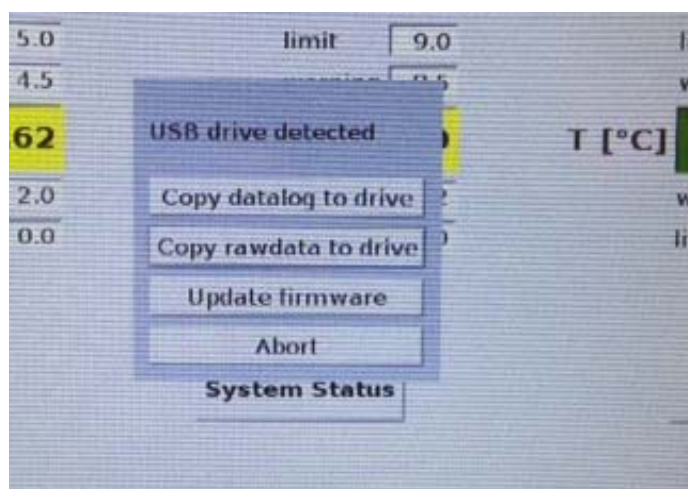 5.0 limit 9.0
4.5
62 T [°C]
USB drive detected
2.0
Copy datalog to drive
0.0
Copy rawdata to drive
Update firmware
Abort
System Status